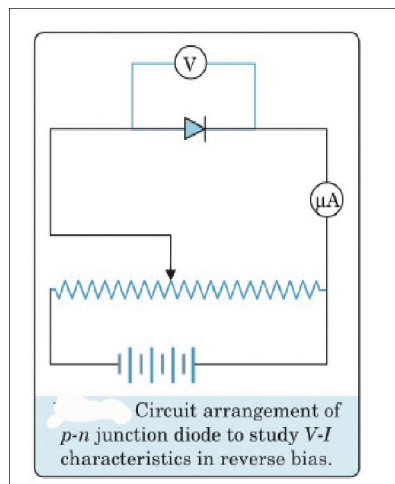 V
μA
Circuit arrangement of
p-n junction diode to study V-I
characteristics in reverse bias.